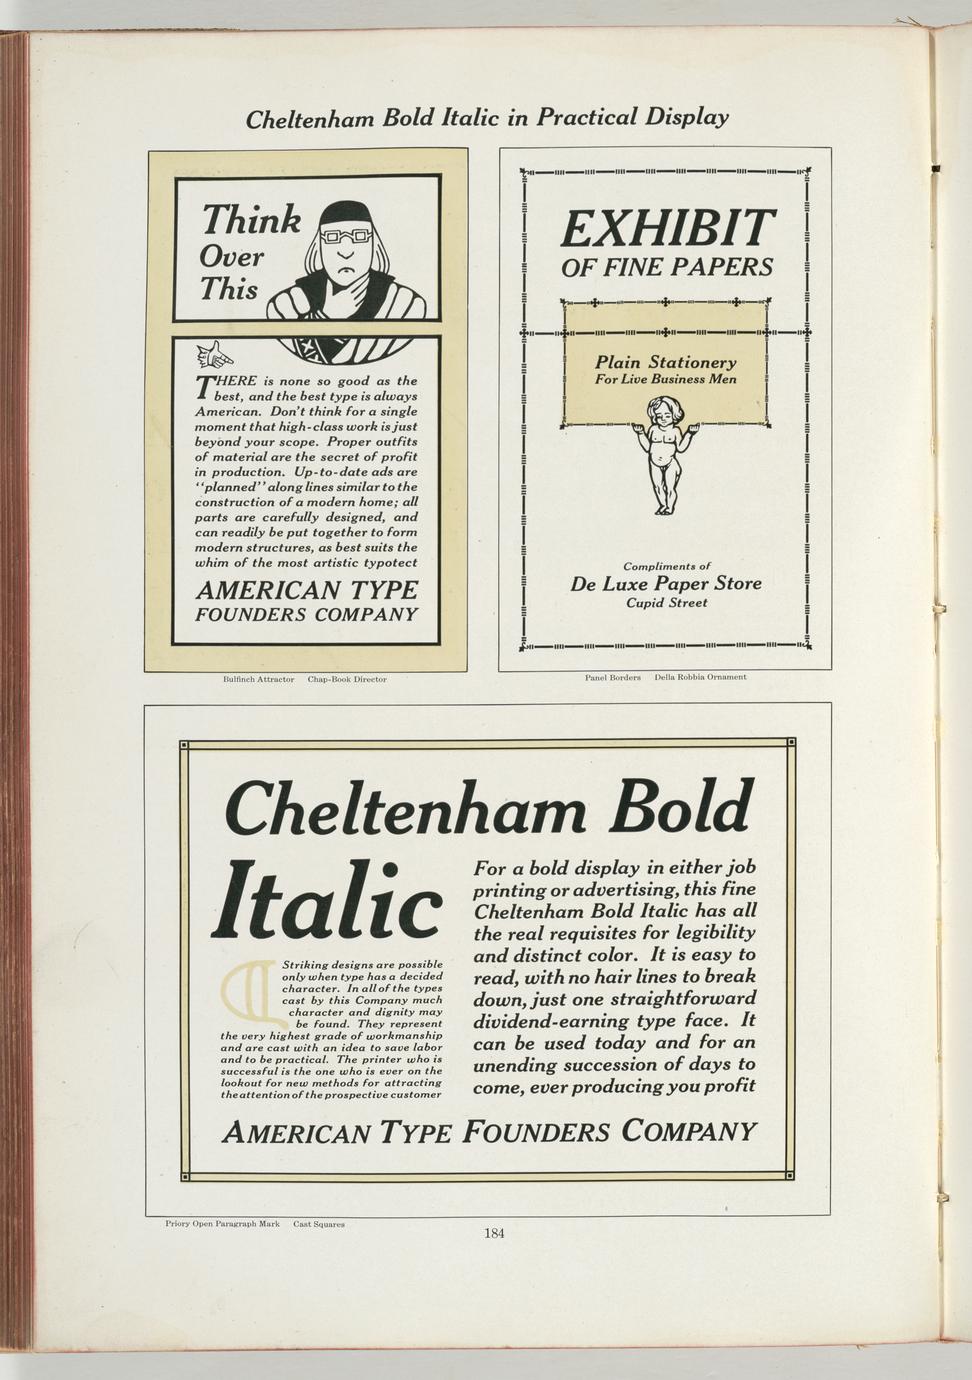 Cheltenham Bold Italic in Practical Display
Think
Over
This
THERE is none so good as the
best, and the best type is always
American. Don't think for a single
moment that high-class work is just
beyond your scope. Proper outfits
of material are the secret of profit
in production. Up-to-date ads are
"planned" along lines similar to the
construction of a modern home; all
parts are carefully designed, and
can readily be put together to form
modern structures, as best suits the
whim of the most artistic typotect
AMERICAN TYPE
FOUNDERS COMPANY
Bulfinch Attractor Chap-Book Director
EXHIBIT
OF FINE PAPERS
Plain Stationery
For Live Business Men
Compliments of
De Luxe Paper Store
Cupid Street
Panel Borders Della Robbia Ornament
Cheltenham Bold
Italic
¶ Striking designs are possible
only when type has a decided
character. In all of the types
cast by this Company much
character and dignity may
be found. They represent
the very highest grade of workmanship
and are cast with an idea to save labor
and to be practical. The printer who is
successful is the one who is ever on the
lookout for new methods for attracting
the attention of the prospective customer
For a bold display in either job
printing or advertising, this fine
Cheltenham Bold Italic has all
the real requisites for legibility
and distinct color. It is easy to
read, with no hair lines to break
down, just one straightforward
dividend-earning type face. It
can be used today and for an
unending succession of days to
come, ever producing you profit
AMERICAN TYPE FOUNDERS COMPANY
Priory Open Paragraph Mark Cast Squares
184